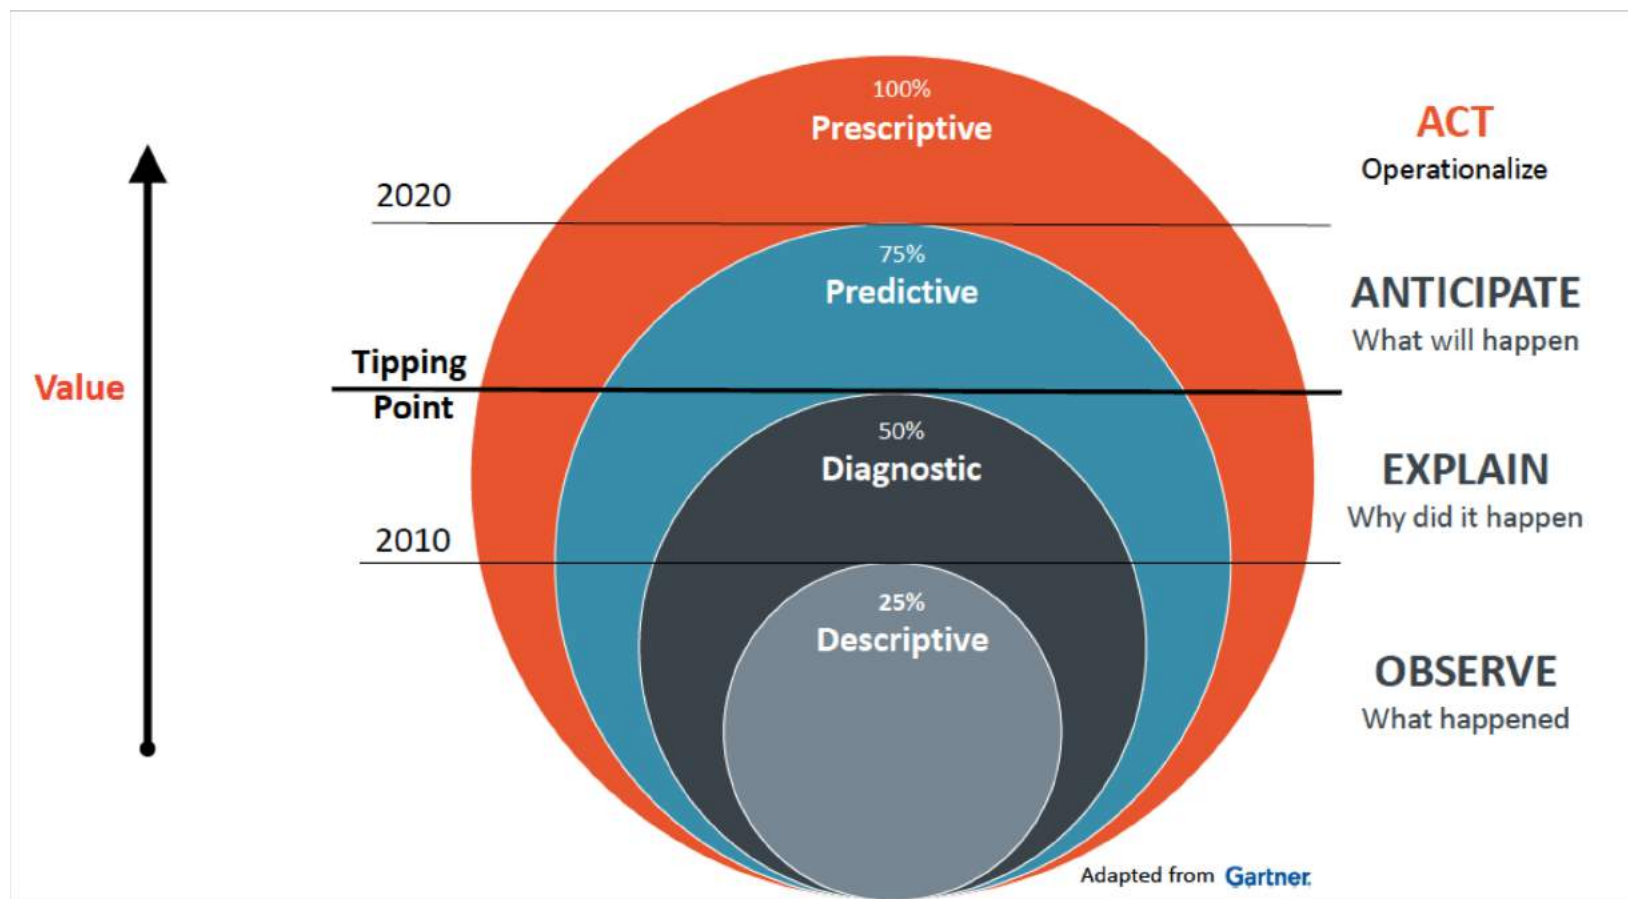 100%
Prescriptive
ACT
Operationalize
2020
75%
Predictive
ANTICIPATE
What will happen
Value
Tipping
Point
50%
Diagnostic
EXPLAIN
Why did it happen
2010
25%
Descriptive
OBSERVE
What happened
Adapted from Gartner.